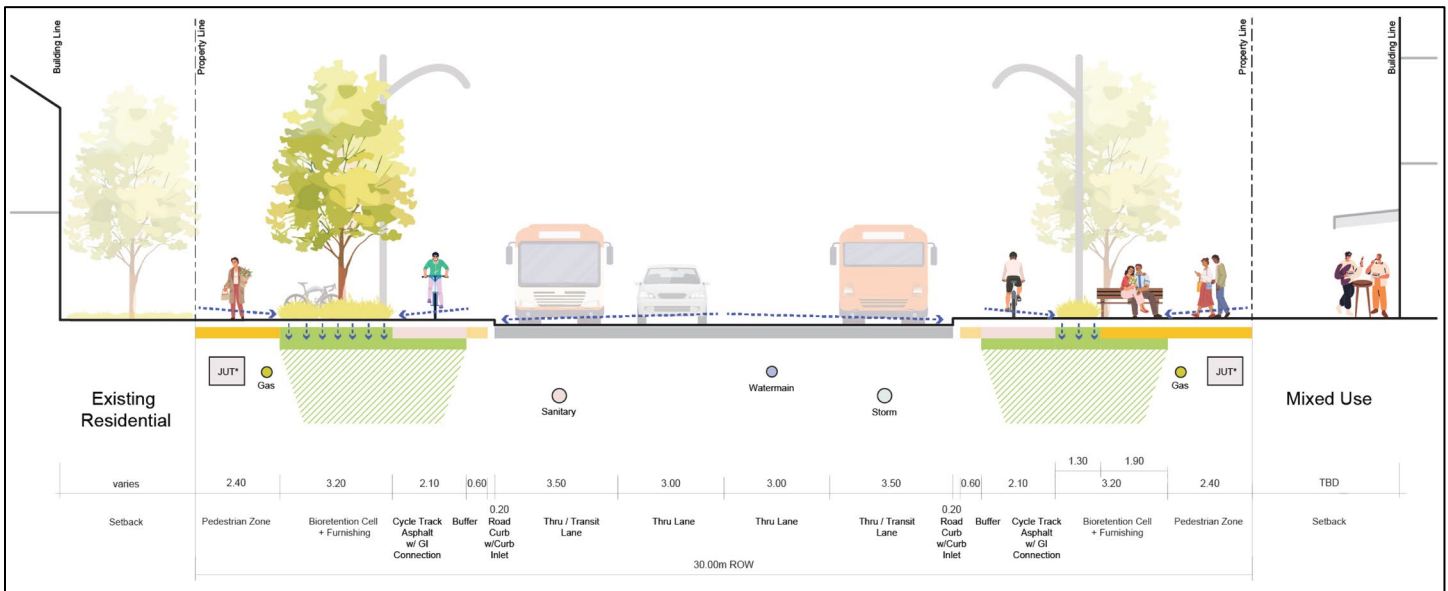 Building Line
Property Line
Property Line
Building Line
JUT*
Gas
Sanitary
Watermain
Storm
Gas
JUT*
Existing
Residential
Mixed Use
1.30
1.90
varies
2.40
3.20
2.10
0.60
3.50
3.00
3.00
3.50
0.60
2.10
3.20
2.40
TBD
Setback
Pedestrian Zone
Bioretention Cell
+ Furnishing
Cycle Track
Asphalt
w/ GI
Connection
Buffer
0.20
Road
Curb
w/Curb
Inlet
Thru / Transit
Lane
Thru Lane
Thru Lane
Thru / Transit
Lane
0.20
Road
Curb
w/Curb
Inlet
Buffer
Cycle Track
Asphalt
w/ GI
Connection
Bioretention Cell
+ Furnishing
Pedestrian Zone
Setback
30.00m ROW